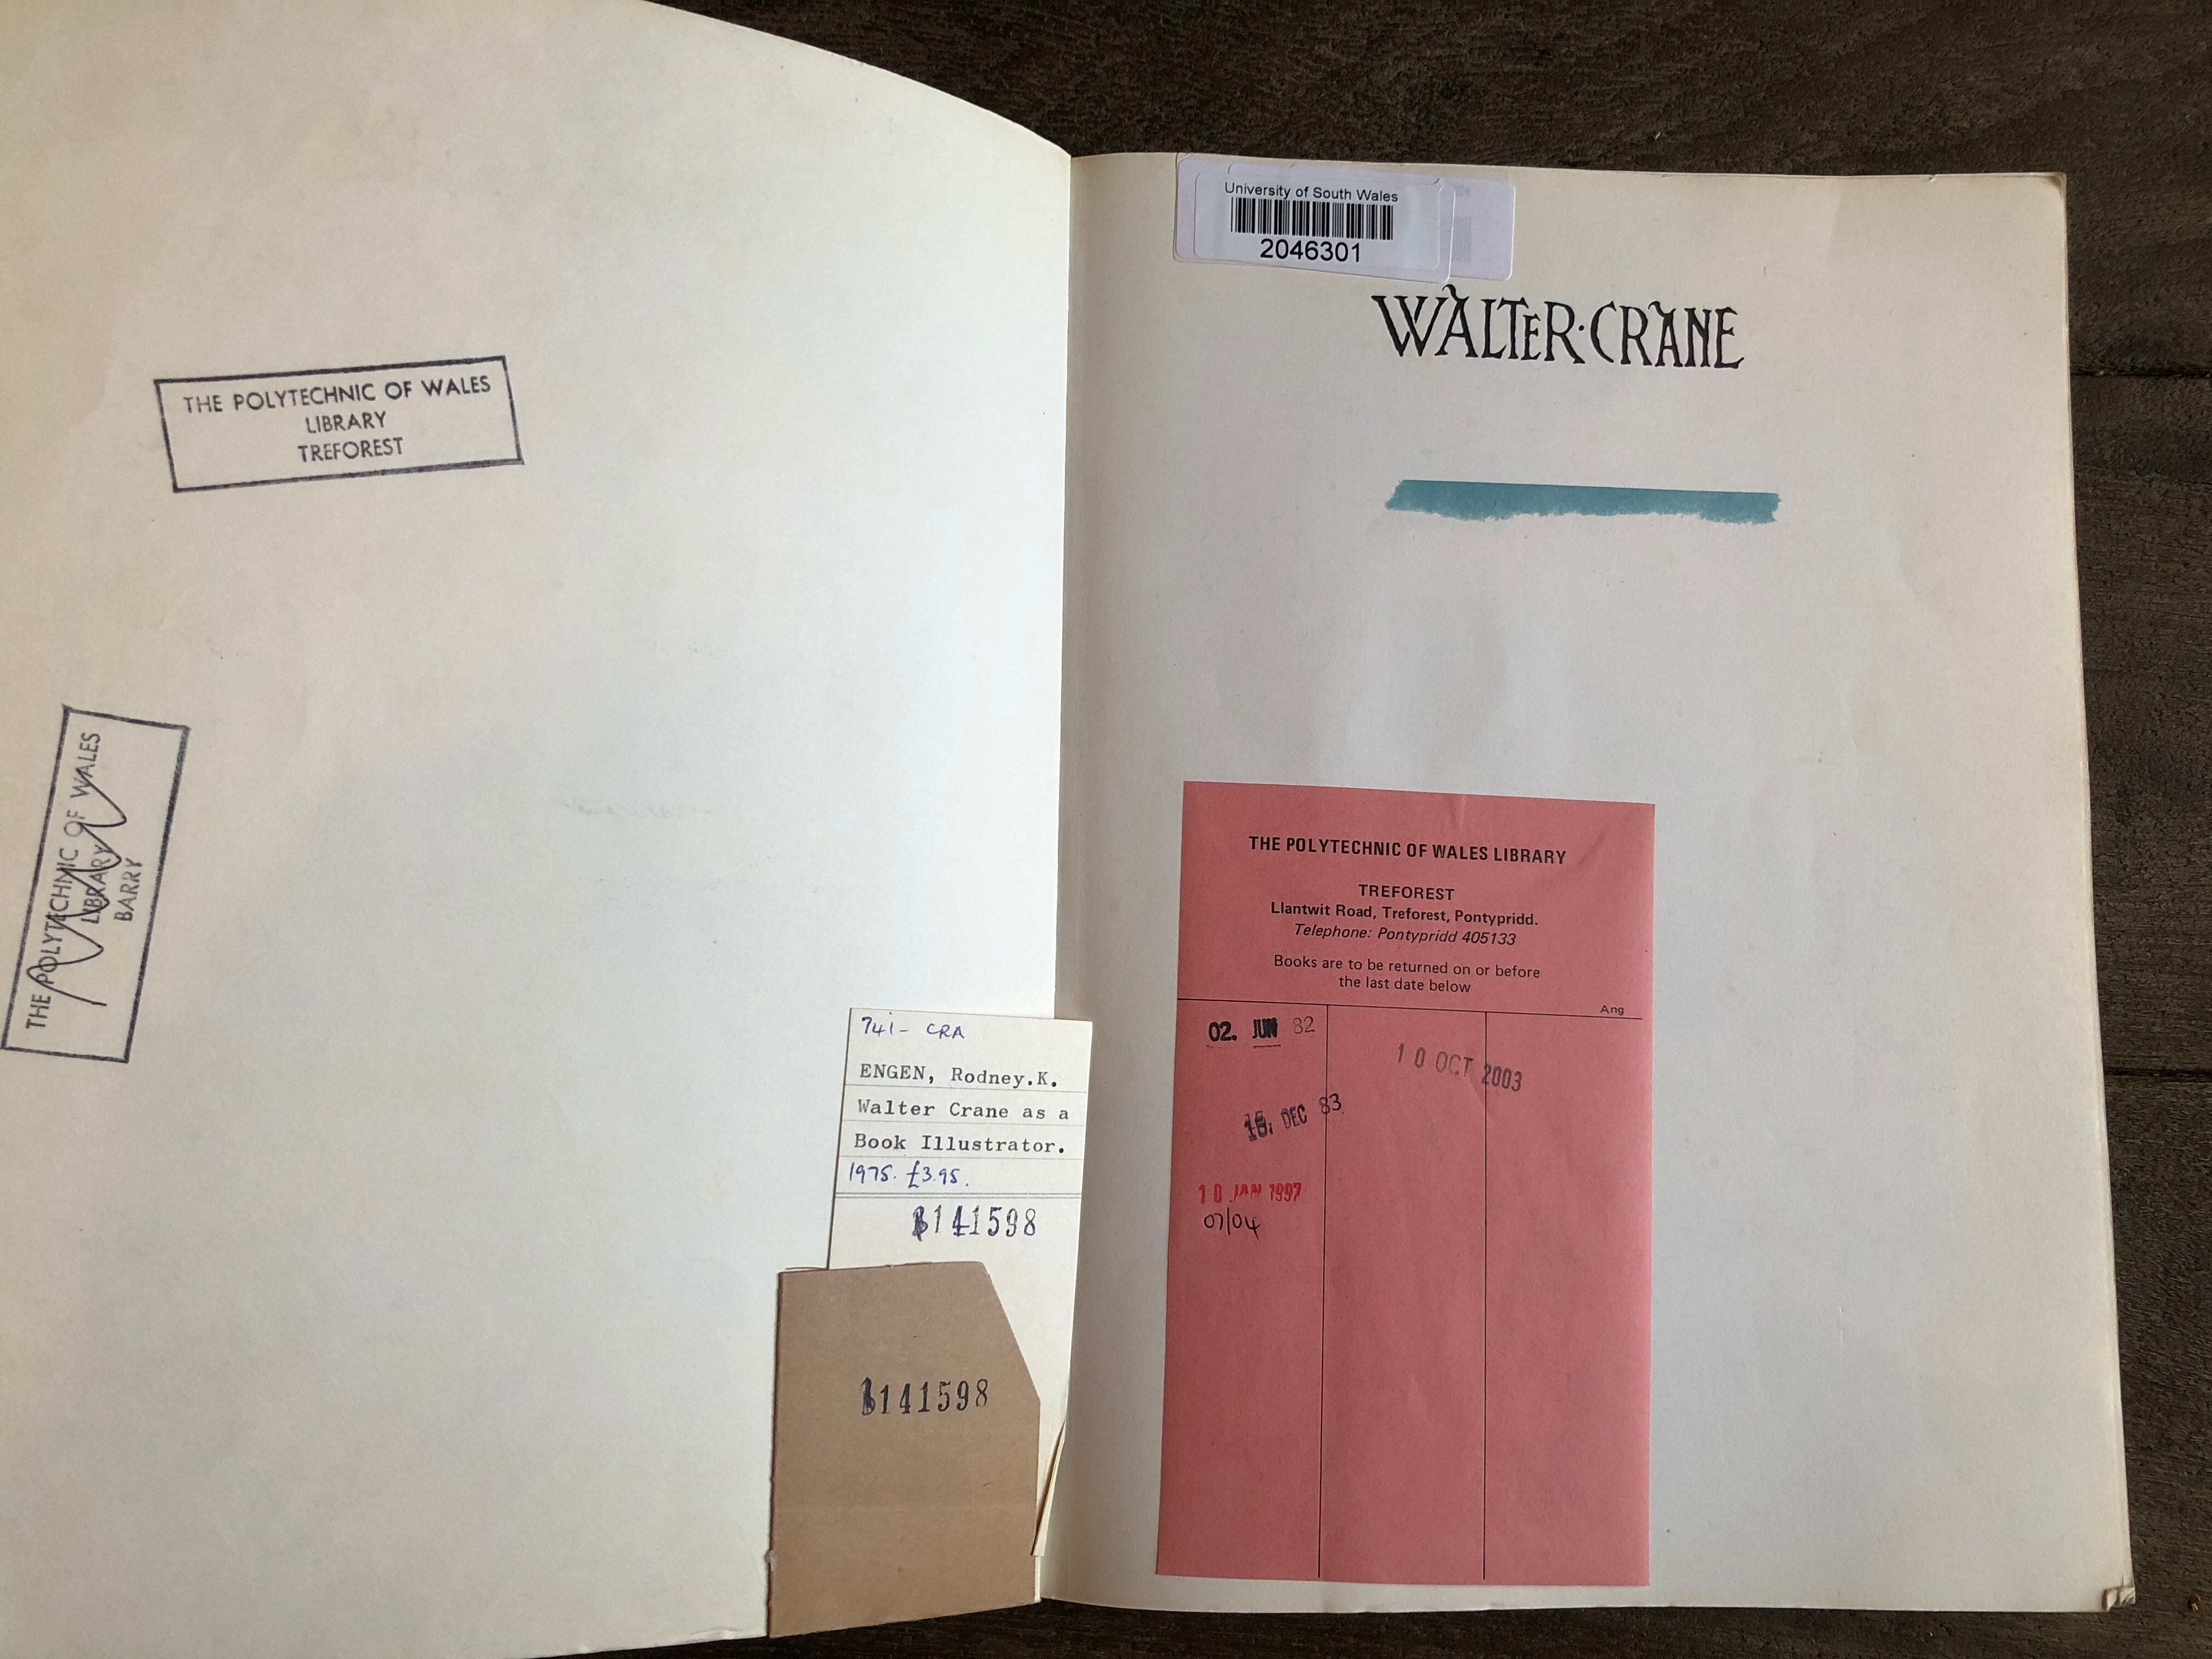 THE POLYTECHNIC OF WALES
LIBRARY
TREFOREST
THE POLYTECHNIC OF WALES
LIBRARY
BARRY
741- CRA
ENGEN, Rodney.K.
Walter Crane as a
Book Illustrator.
1975. £3.95.
141598
141598
University of South Wales
2046301
WALTER·CRANE
THE POLYTECHNIC OF WALES LIBRARY
TREFOREST
Llantwit Road, Treforest, Pontypridd.
Telephone: Pontypridd 405133
Books are to be returned on or before
the last date below
Ang
02. JUN 82
10 OCT 2003
DEC 83
10 JAN 1997
07/04